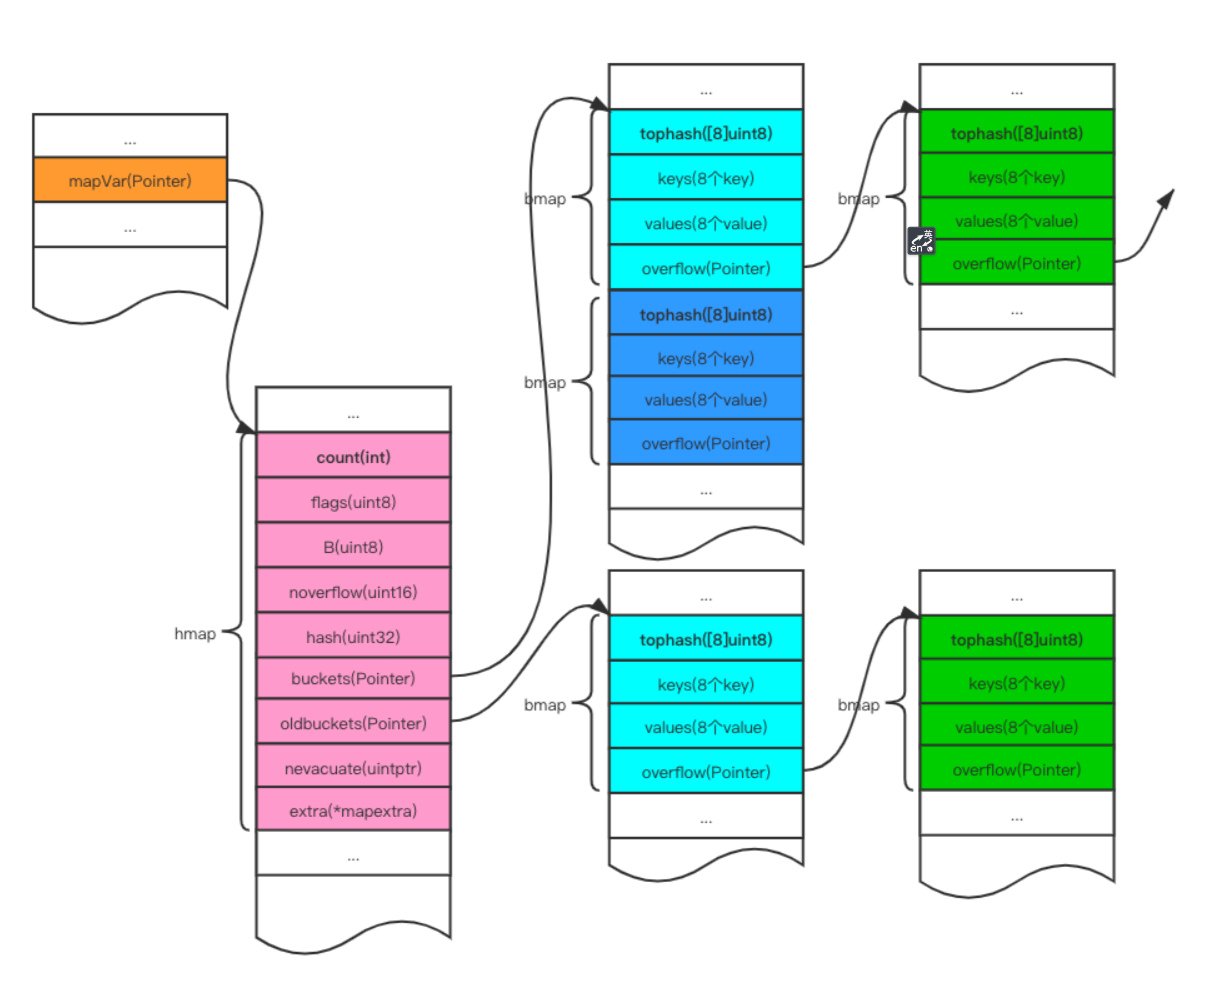 ...
mapVar(Pointer)
...
...
count(int)
flags(uint8)
B(uint8)
noverflow(uint16)
hash(uint32)
buckets(Pointer)
oldbuckets(Pointer)
nevacuate(uintptr)
extra(*mapextra)
...
hmap
...
tophash([8]uint8)
keys(8个key)
values(8个value)
overflow(Pointer)
bmap
tophash([8]uint8)
keys(8个key)
values(8个value)
overflow(Pointer)
bmap
...
...
tophash([8]uint8)
keys(8个key)
values(8个value)
overflow(Pointer)
bmap
en
...
...
tophash([8]uint8)
keys(8个key)
values(8个value)
overflow(Pointer)
bmap
...
...
tophash([8]uint8)
keys(8个key)
values(8个value)
overflow(Pointer)
bmap
...